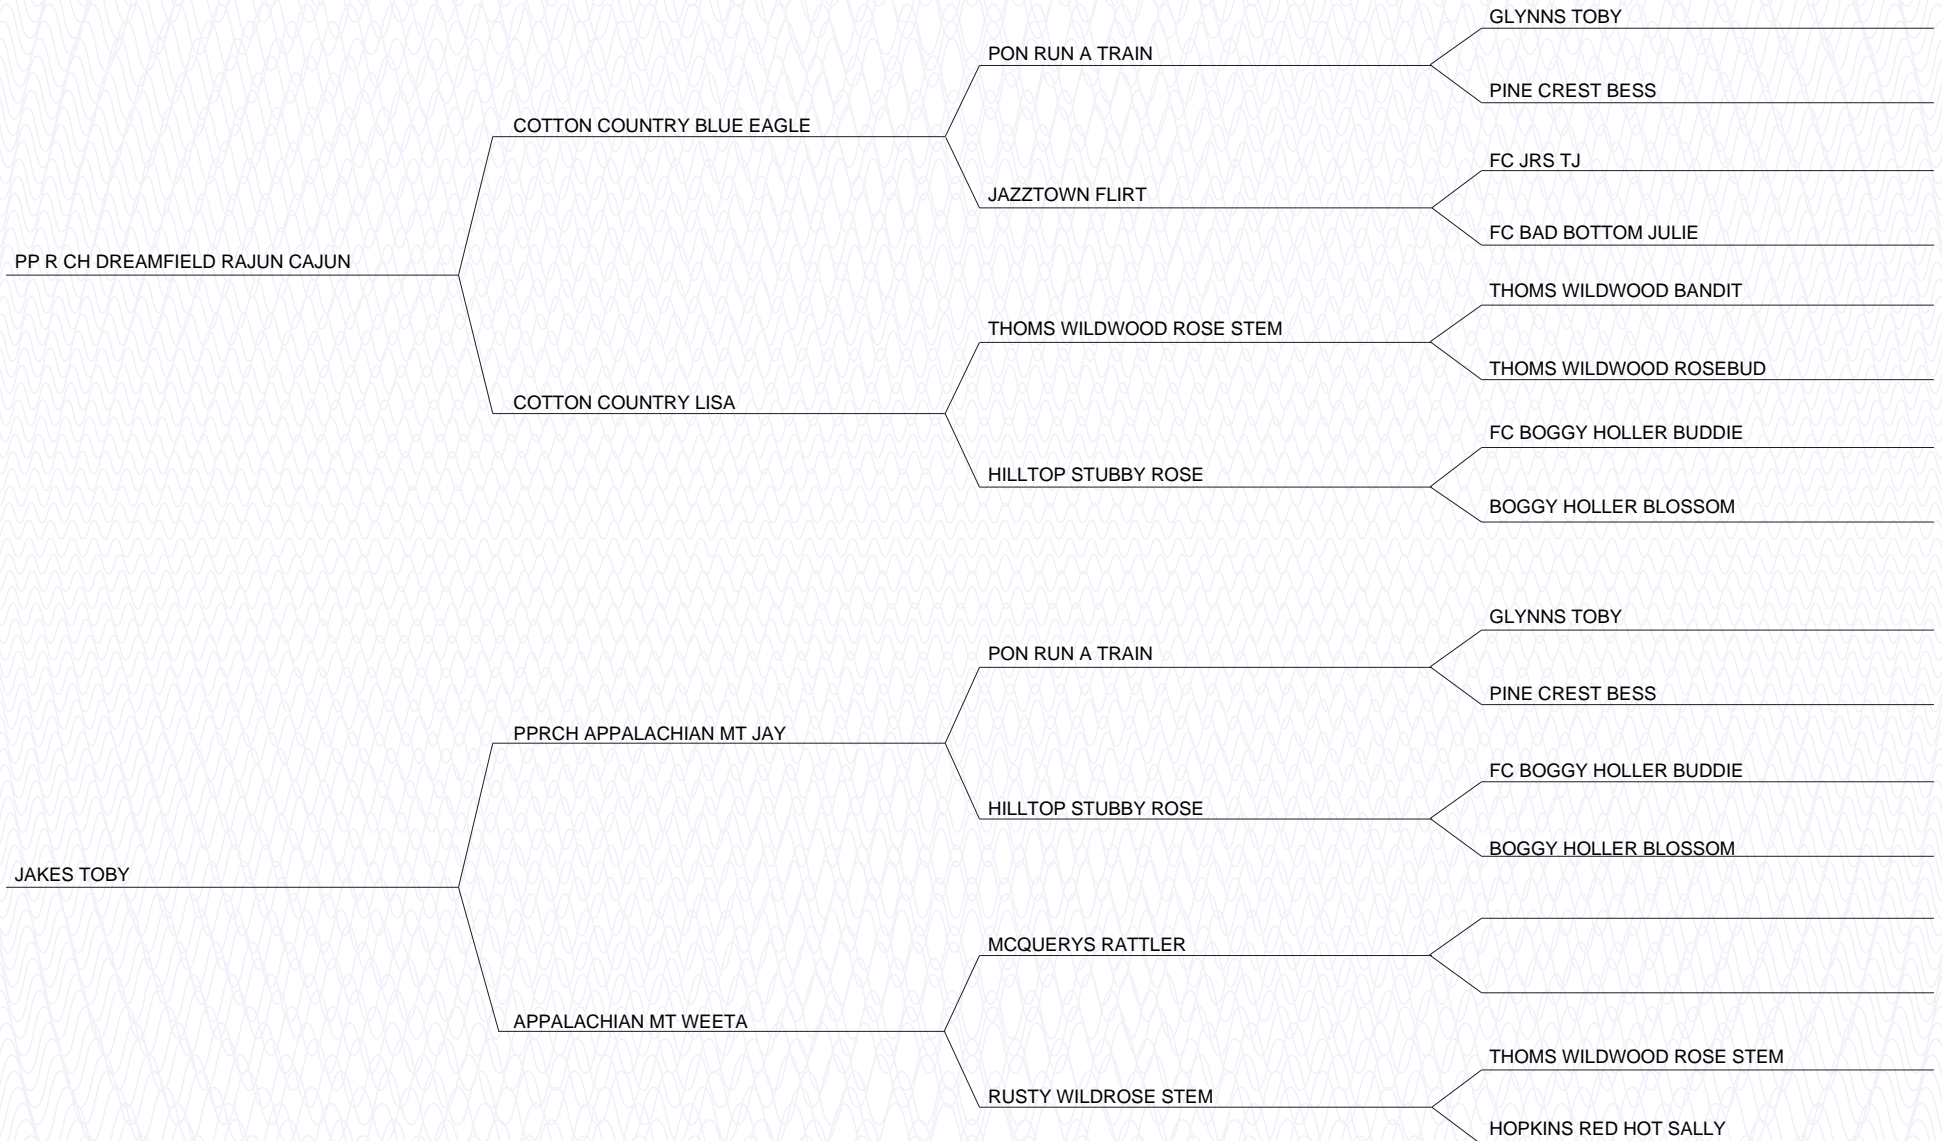 GLYNNS TOBY
PON RUN A TRAIN
PINE CREST BESS
COTTON COUNTRY BLUE EAGLE
FC JRS TJ
JAZZTOWN FLIRT
FC BAD BOTTOM JULIE
PP R CH DREAMFIELD RAJUN CAJUN
THOMS WILDWOOD BANDIT
THOMS WILDWOOD ROSE STEM
THOMS WILDWOOD ROSEBUD
COTTON COUNTRY LISA
FC BOGGY HOLLER BUDDIE
HILLTOP STUBBY ROSE
BOGGY HOLLER BLOSSOM
GLYNNS TOBY
PON RUN A TRAIN
PINE CREST BESS
PPRCH APPALACHIAN MT JAY
FC BOGGY HOLLER BUDDIE
HILLTOP STUBBY ROSE
BOGGY HOLLER BLOSSOM
JAKES TOBY
MCQUERYS RATTLER
APPALACHIAN MT WEETA
THOMS WILDWOOD ROSE STEM
RUSTY WILDROSE STEM
HOPKINS RED HOT SALLY